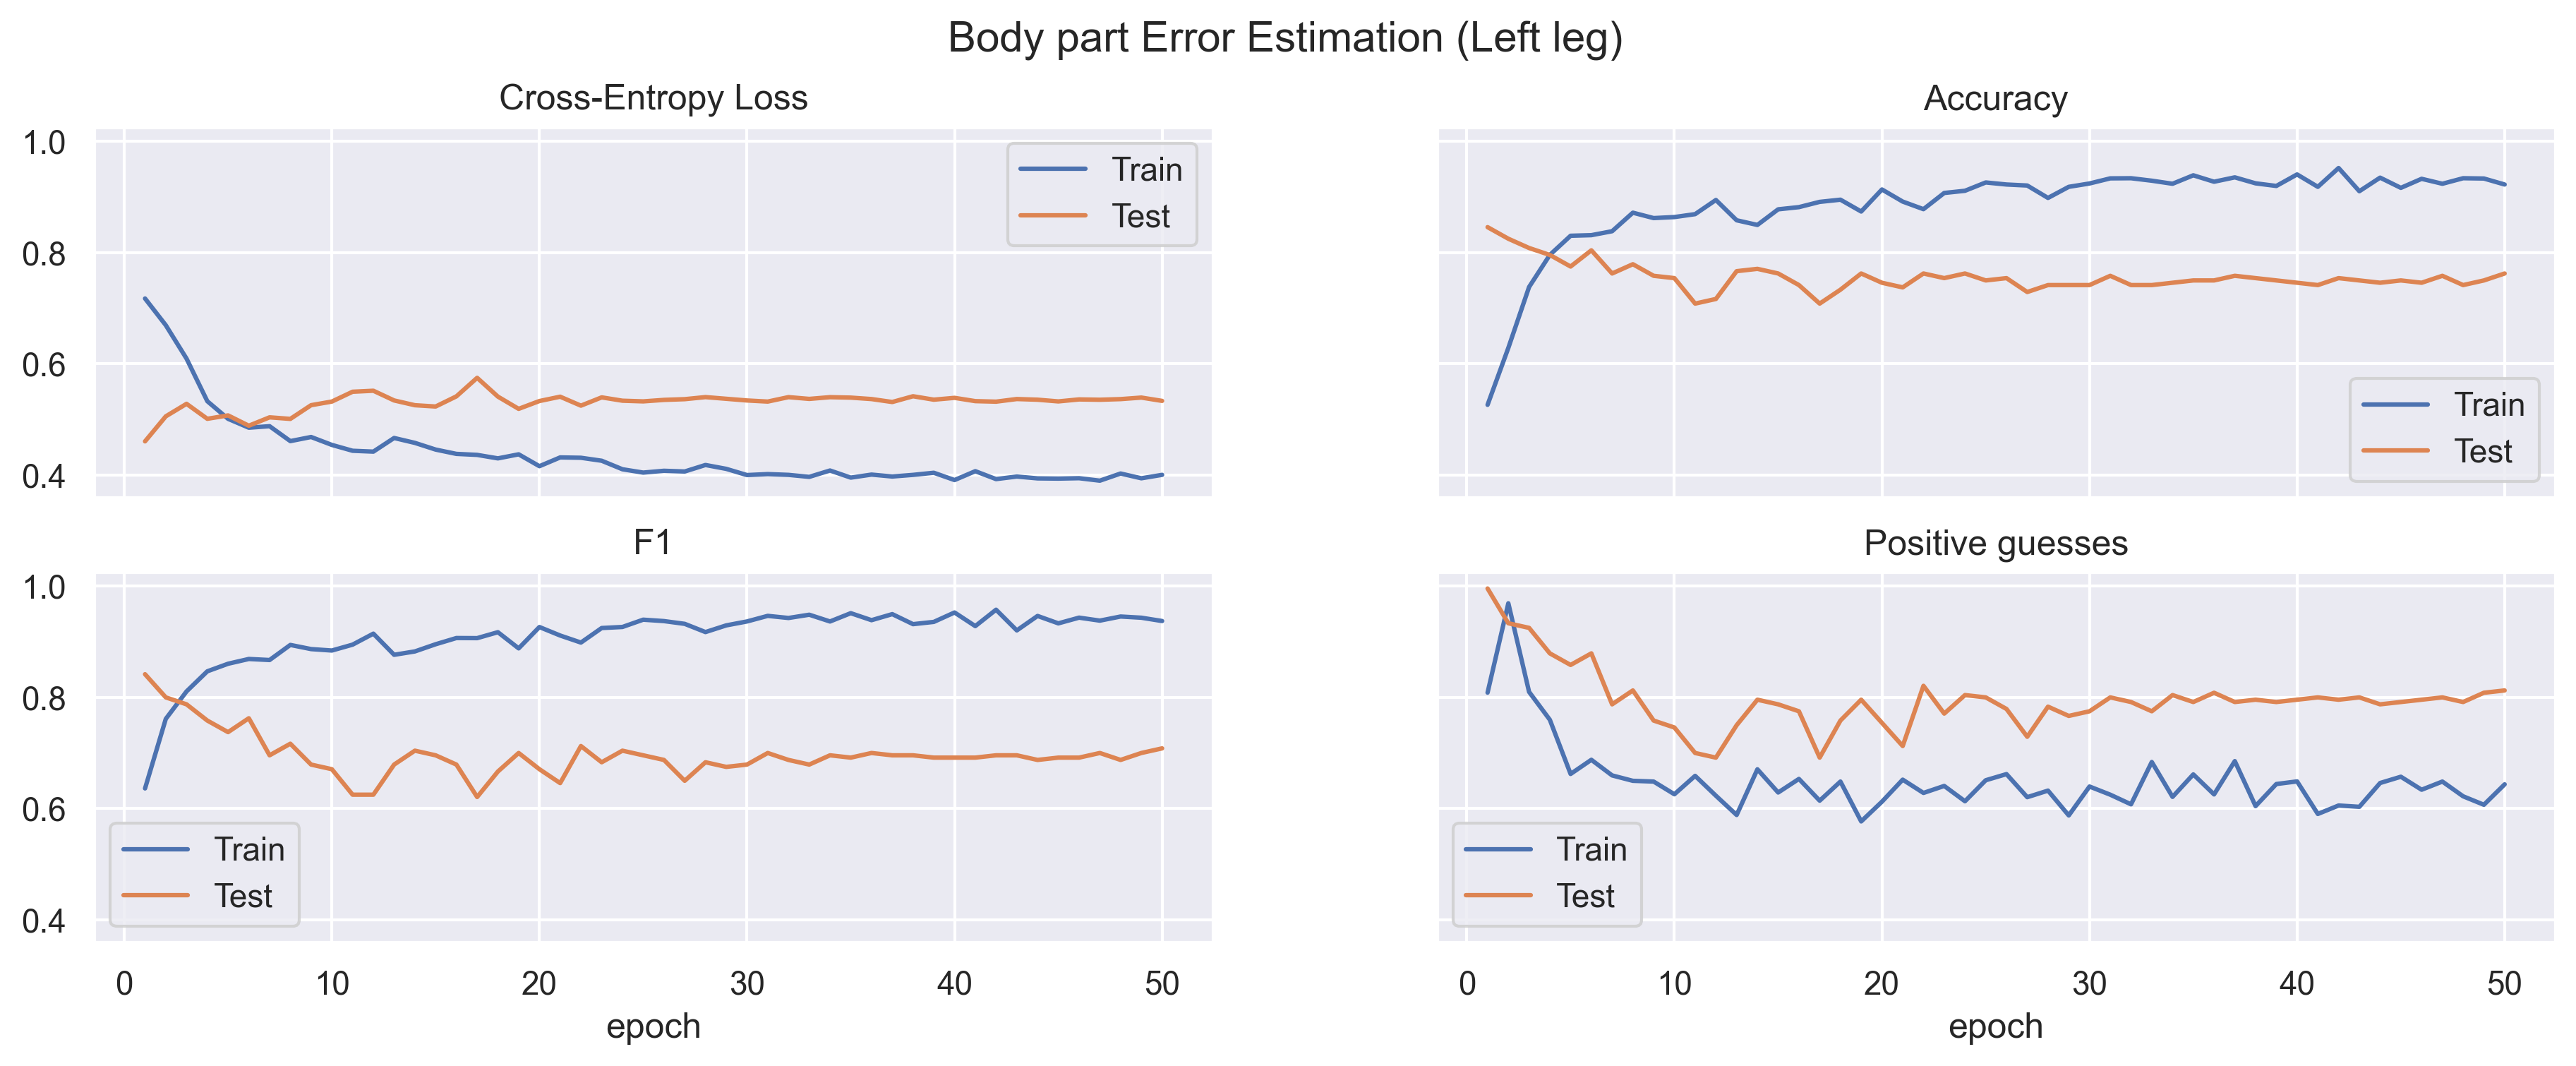 Body part Error Estimation (Left leg)
Cross-Entropy Loss
1.0
0.8
0.6
0.4
Train
Test
Accuracy
Train
Test
F1
1.0
0.8
0.6
0.4
Train
Test
0 10 20 30 40 50
epoch
Positive guesses
Train
Test
0 10 20 30 40 50
epoch